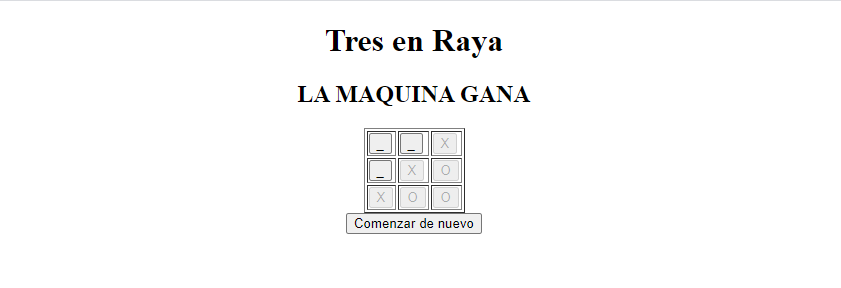 Tres en Raya
LA MAQUINA GANA
_ _ X
_ X O
X O O
Comenzar de nuevo